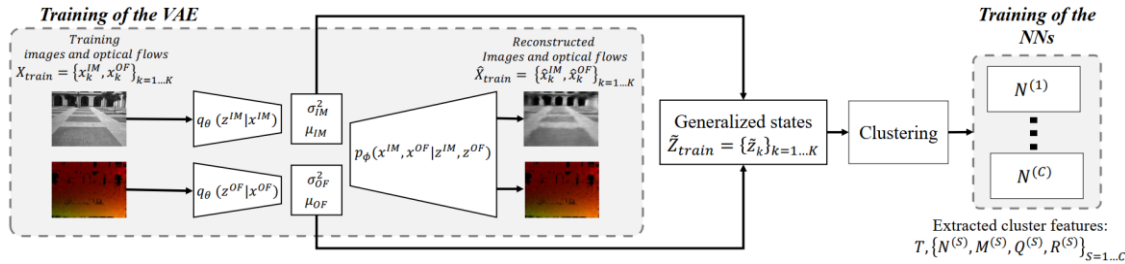 Training of the VAE
Training
images and optical flows
X_train = {x_k^IM, x_k^OF}_k=1…K
q_θ (z^IM|x^IM)
q_θ (z^OF|x^OF)
σ²_IM
μ_IM
σ²_OF
μ_OF
p_ϕ(x^IM, x^OF|z^IM, z^OF)
Reconstructed
Images and optical flows
X̂_train = {x̂_k^IM, x̂_k^OF}_k=1…K
Generalized states
Z̃_train = {z̃_k}_k=1…K
Clustering
Training of the
NNs
N^(1)
N^(C)
Extracted cluster features:
T, {N^(S), M^(S), Q^(S), R^(S)}_S=1…C